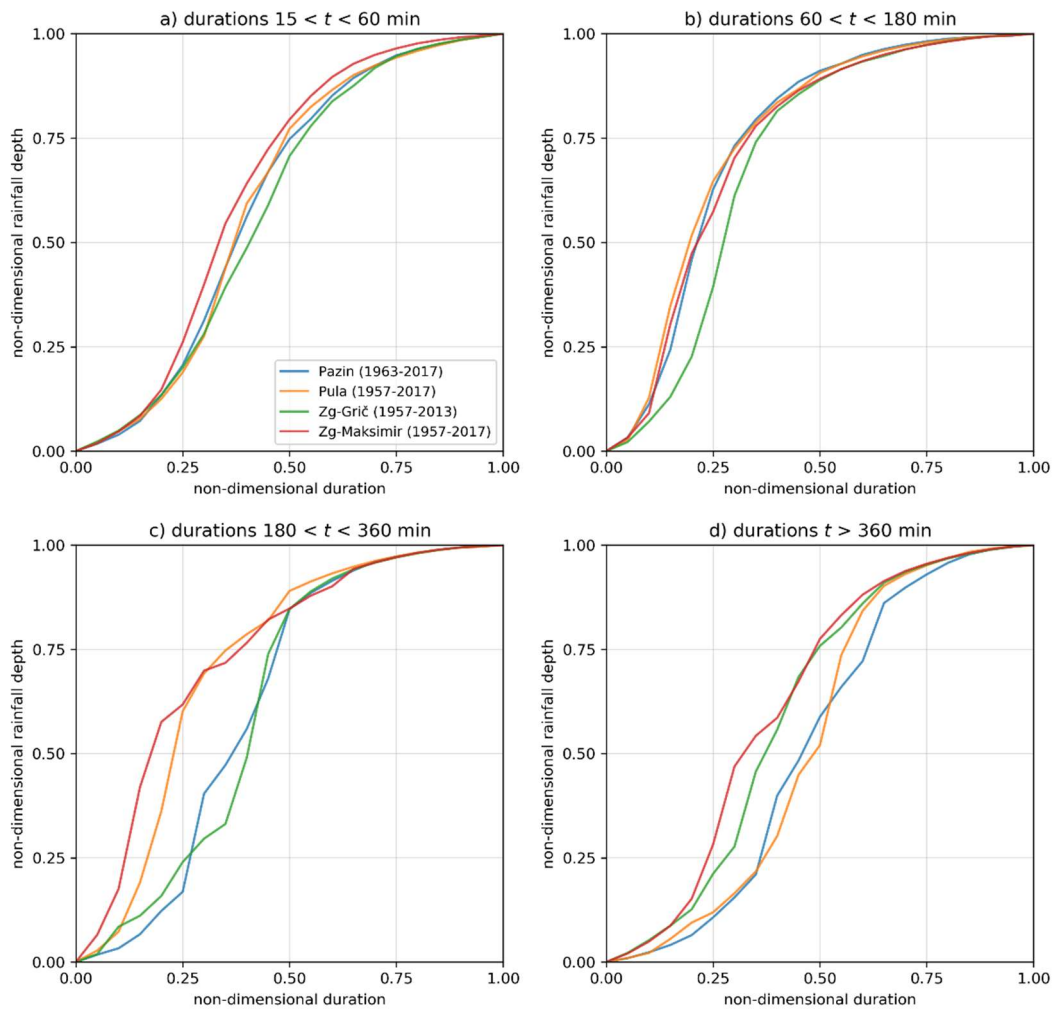 a) durations 15 < t < 60 min
non-dimensional rainfall depth
1.00
0.75
0.50
0.25
0.00
Pazin (1963-2017)
Pula (1957-2017)
Zg-Grič (1957-2013)
Zg-Maksimir (1957-2017)
0.00 0.25 0.50 0.75 1.00
non-dimensional duration
b) durations 60 < t < 180 min
non-dimensional rainfall depth
1.00
0.75
0.50
0.25
0.00
0.00 0.25 0.50 0.75 1.00
non-dimensional duration
c) durations 180 < t < 360 min
non-dimensional rainfall depth
1.00
0.75
0.50
0.25
0.00
0.00 0.25 0.50 0.75 1.00
non-dimensional duration
d) durations t > 360 min
non-dimensional rainfall depth
1.00
0.75
0.50
0.25
0.00
0.00 0.25 0.50 0.75 1.00
non-dimensional duration